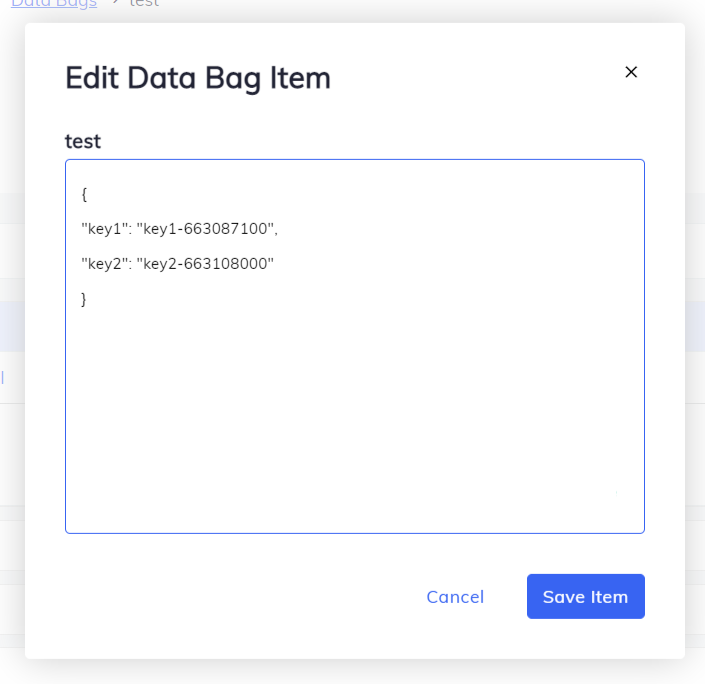 Data Bags > test
Edit Data Bag Item
test
{
"key1": "key1-663087100",
"key2": "key2-663108000"
}
Cancel
Save Item